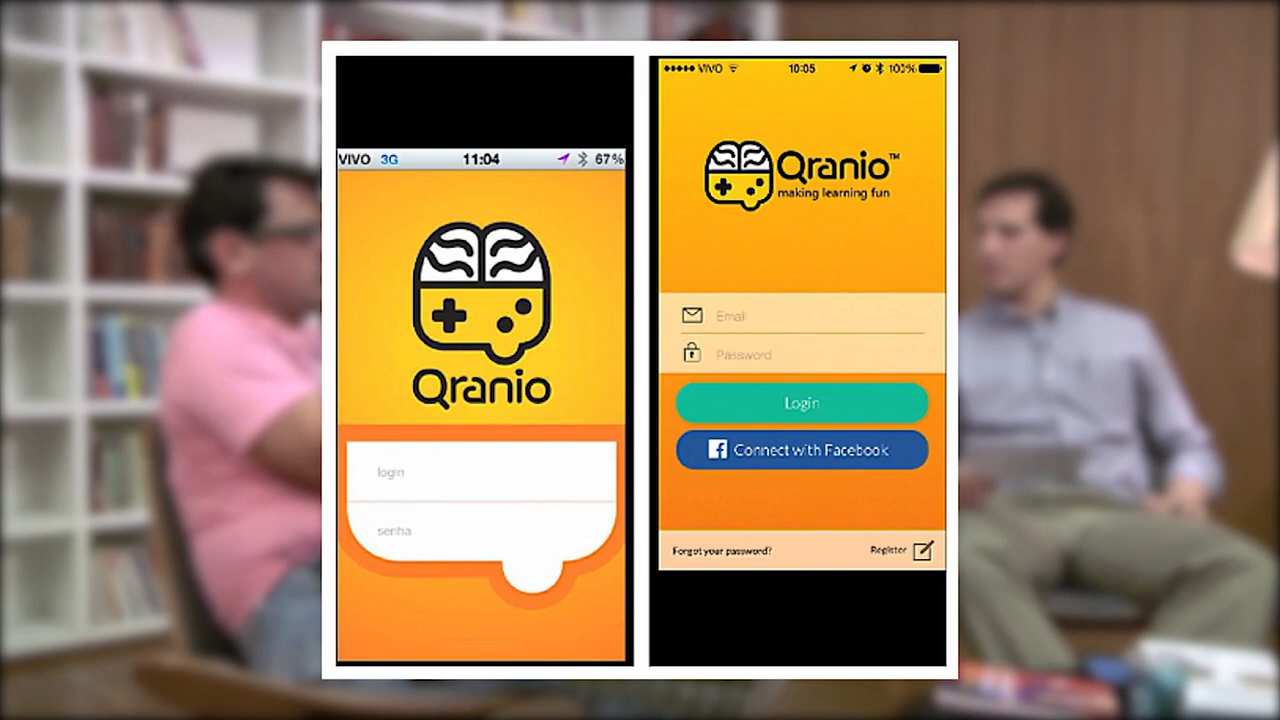 VIVO 3G 11:04 67%
Qranio
login
senha
VIVO 10:05 100%
Qranio™
making learning fun
Email
Password
Login
Connect with Facebook
Forgot your password? Register